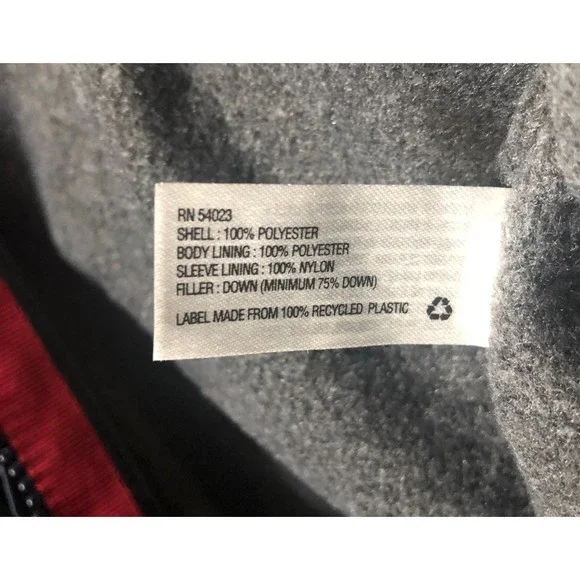 RN 54023
SHELL : 100% POLYESTER
BODY LINING : 100% POLYESTER
SLEEVE LINING : 100% NYLON
FILLER : DOWN (MINIMUM 75% DOWN)
LABEL MADE FROM 100% RECYCLED PLASTIC